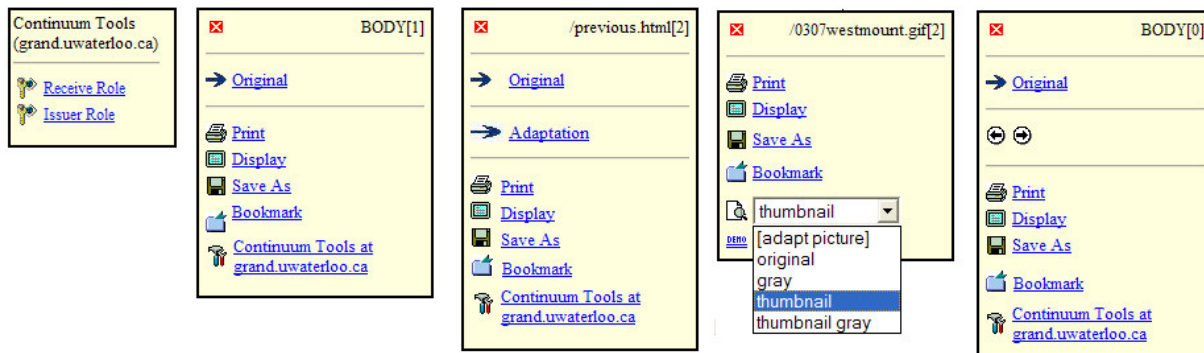 Continuum Tools
(grand.uwaterloo.ca)
Receive Role
Issuer Role
BODY[1]
Original
Print
Display
Save As
Bookmark
Continuum Tools at
grand.uwaterloo.ca
/previous.html[2]
Original
Adaptation
Print
Display
Save As
Bookmark
Continuum Tools at
grand.uwaterloo.ca
/0307westmount.gif[2]
Print
Display
Save As
Bookmark
thumbnail
DEMO
[adapt picture]
original
gray
thumbnail
thumbnail gray
BODY[0]
Original
Print
Display
Save As
Bookmark
Continuum Tools at
grand.uwaterloo.ca